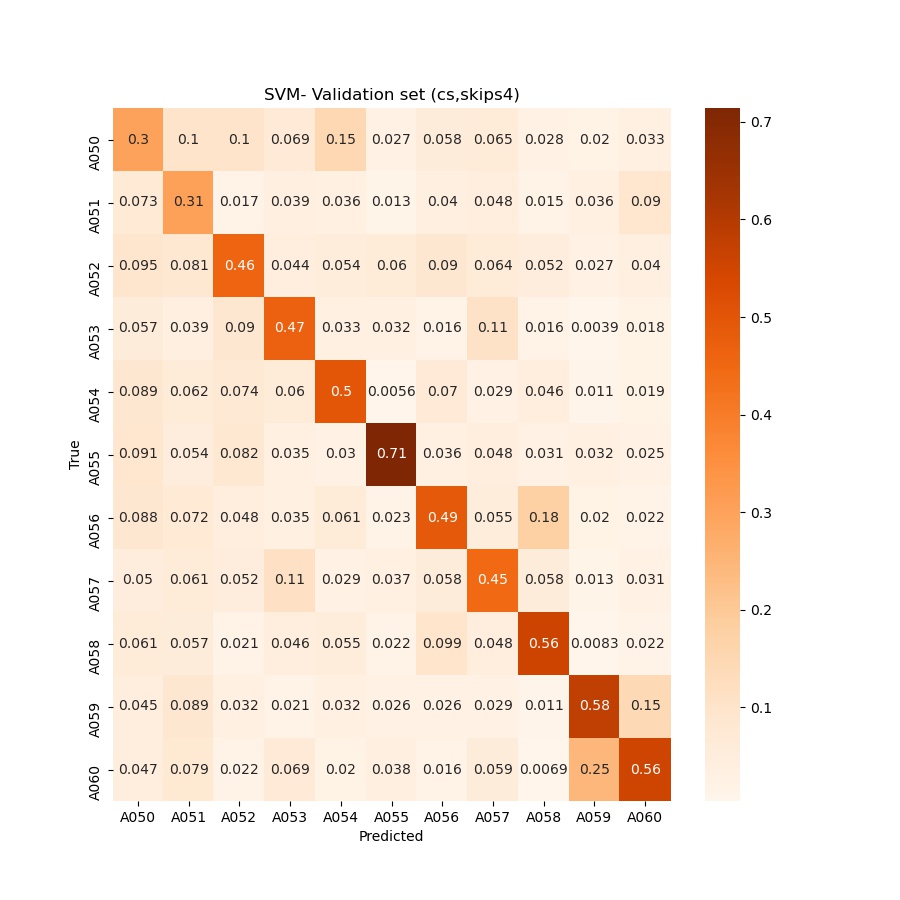 SVM- Validation set (cs,skips4)
A050 0.3 0.1 0.1 0.069 0.15 0.027 0.058 0.065 0.028 0.02 0.033
A051 0.073 0.31 0.017 0.039 0.036 0.013 0.04 0.048 0.015 0.036 0.09
A052 0.095 0.081 0.46 0.044 0.054 0.06 0.09 0.064 0.052 0.027 0.04
A053 0.057 0.039 0.09 0.47 0.033 0.032 0.016 0.11 0.016 0.0039 0.018
A054 0.089 0.062 0.074 0.06 0.5 0.0056 0.07 0.029 0.046 0.011 0.019
True
A055 0.091 0.054 0.082 0.035 0.03 0.71 0.036 0.048 0.031 0.032 0.025
A056 0.088 0.072 0.048 0.035 0.061 0.023 0.49 0.055 0.18 0.02 0.022
A057 0.05 0.061 0.052 0.11 0.029 0.037 0.058 0.45 0.058 0.013 0.031
A058 0.061 0.057 0.021 0.046 0.055 0.022 0.099 0.048 0.56 0.0083 0.022
A059 0.045 0.089 0.032 0.021 0.032 0.026 0.026 0.029 0.011 0.58 0.15
A060 0.047 0.079 0.022 0.069 0.02 0.038 0.016 0.059 0.0069 0.25 0.56
A050 A051 A052 A053 A054 A055 A056 A057 A058 A059 A060
Predicted
0.7
0.6
0.5
0.4
0.3
0.2
0.1